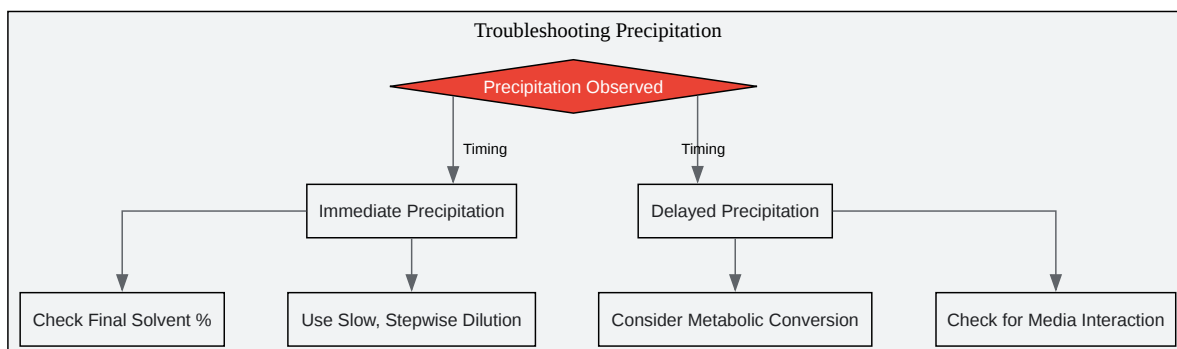 Troubleshooting Precipitation
Precipitation Observed
Timing
Timing
Immediate Precipitation
Delayed Precipitation
Check Final Solvent %
Use Slow, Stepwise Dilution
Consider Metabolic Conversion
Check for Media Interaction